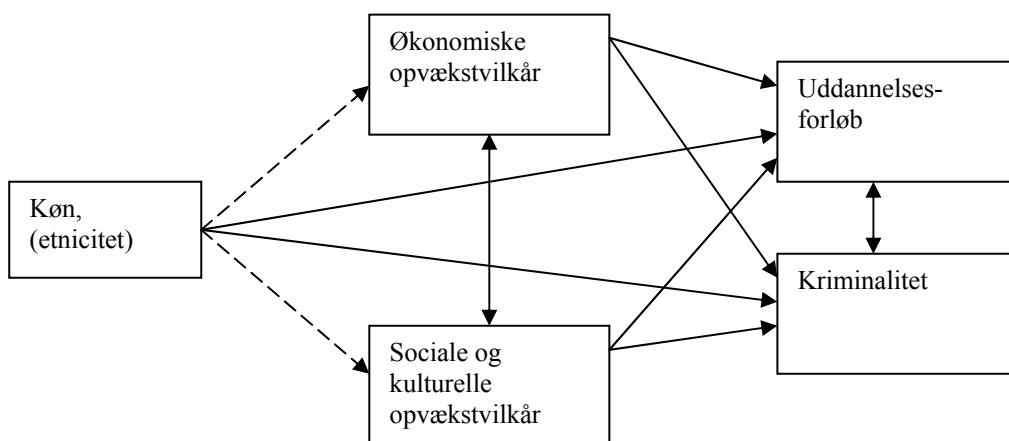 Økonomiske
opvækstvilkår
Uddannelses-
forløb
Køn,
(etnicitet)
Kriminalitet
Sociale og
kulturelle
opvækstvilkår